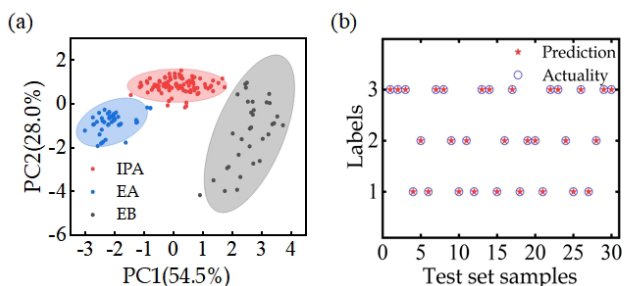 (a)
PC2(28.0%)
2
0
-2
-4
-6
IPA
EA
EB
-3 -2 -1 0 1 2 3 4
PC1(54.5%)
(b)
Labels
3
2
1
Prediction
Actuality
0 5 10 15 20 25 30
Test set samples